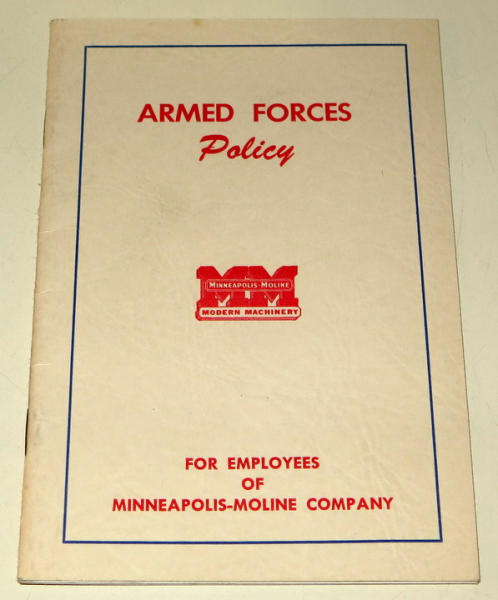 ARMED FORCES
Policy
MM
MINNEAPOLIS-MOLINE
MODERN MACHINERY
FOR EMPLOYEES
OF
MINNEAPOLIS-MOLINE COMPANY